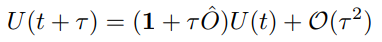 U(t + τ) = (𝟏 + τÔ)U(t) + 𝒪(τ²)